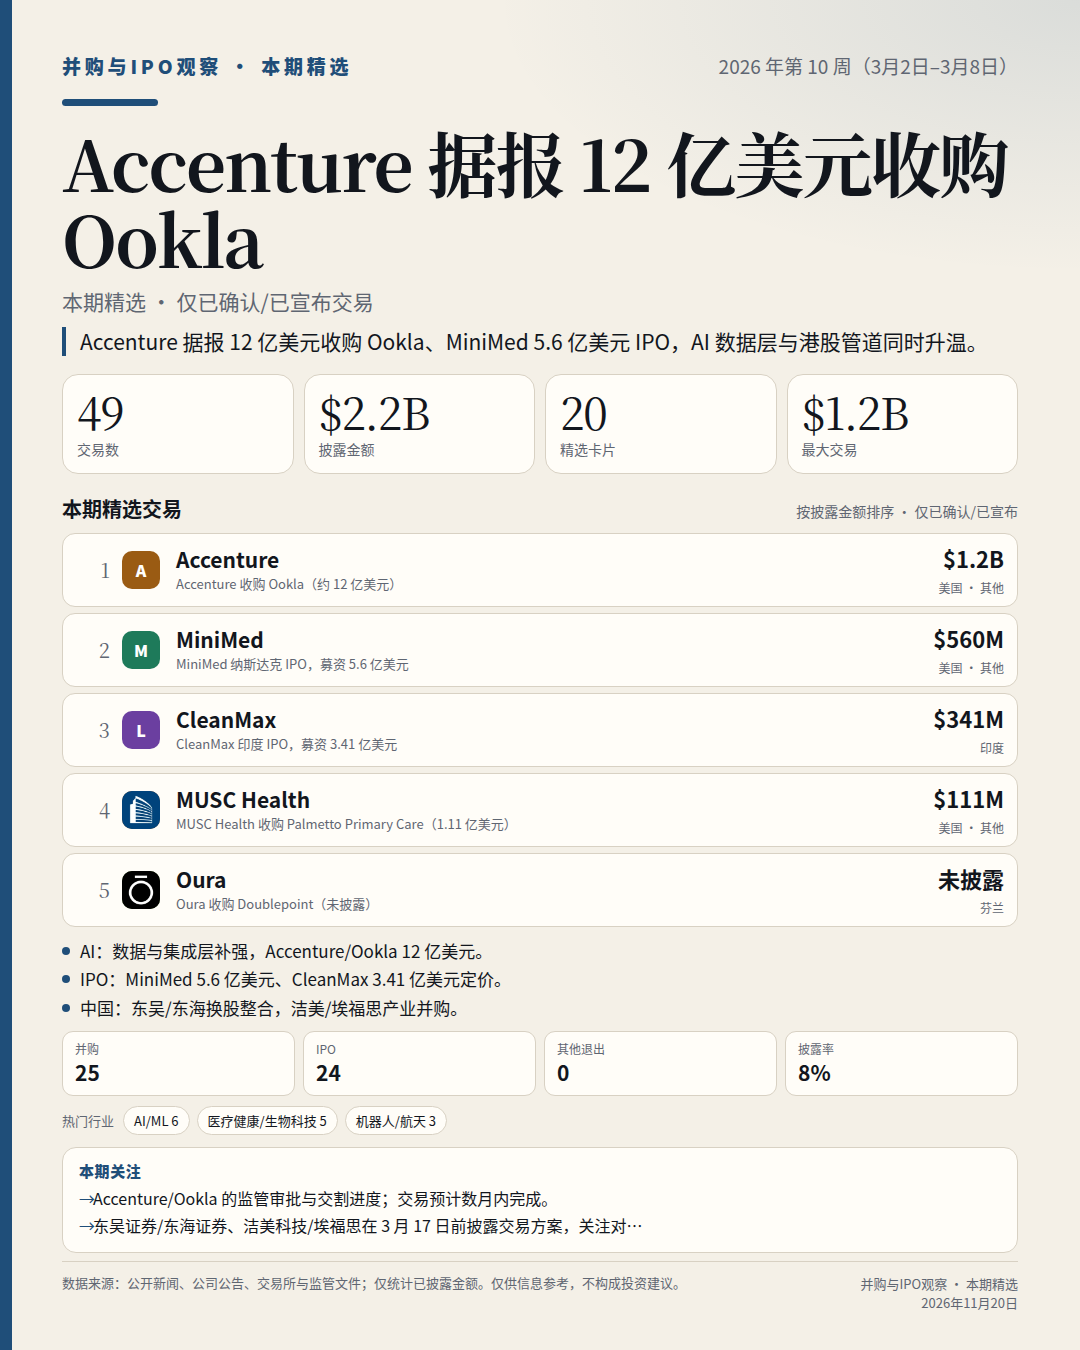 并购与IPO观察 · 本期精选
2026 年第 10 周（3月2日–3月8日）
Accenture 据报 12 亿美元收购
Ookla
本期精选 · 仅已确认/已宣布交易
Accenture 据报 12 亿美元收购 Ookla、MiniMed 5.6 亿美元 IPO，AI 数据层与港股管道同时升温。
49
交易数
$2.2B
披露金额
20
精选卡片
$1.2B
最大交易
本期精选交易
按披露金额排序 · 仅已确认/已宣布
1
A
Accenture
Accenture 收购 Ookla（约 12 亿美元）
$1.2B
美国 · 其他
2
M
MiniMed
MiniMed 纳斯达克 IPO，募资 5.6 亿美元
$560M
美国 · 其他
3
L
CleanMax
CleanMax 印度 IPO，募资 3.41 亿美元
$341M
印度
4
MUSC Health
MUSC Health 收购 Palmetto Primary Care（1.11 亿美元）
$111M
美国 · 其他
5
Oura
Oura 收购 Doublepoint（未披露）
未披露
芬兰
AI：数据与集成层补强，Accenture/Ookla 12 亿美元。
IPO：MiniMed 5.6 亿美元、CleanMax 3.41 亿美元定价。
中国：东吴/东海换股整合，洁美/埃福思产业并购。
并购
25
IPO
24
其他退出
0
披露率
8%
热门行业
AI/ML 6
医疗健康/生物科技 5
机器人/航天 3
本期关注
→Accenture/Ookla 的监管审批与交割进度；交易预计数月内完成。
→东吴证券/东海证券、洁美科技/埃福思在 3 月 17 日前披露交易方案，关注对…
数据来源：公开新闻、公司公告、交易所与监管文件；仅统计已披露金额。仅供信息参考，不构成投资建议。
并购与IPO观察 · 本期精选
2026年11月20日